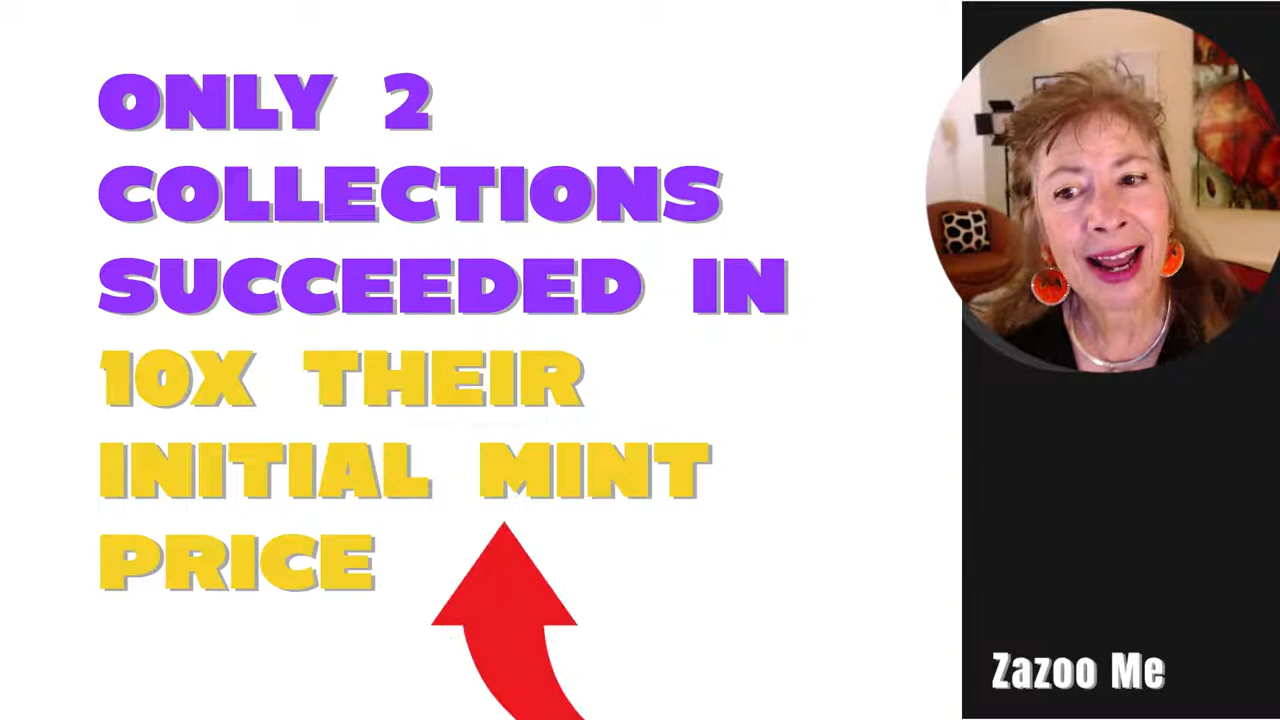 ONLY 2
COLLECTIONS
SUCCEEDED IN
10X THEIR
INITIAL MINT
PRICE
Zazoo Me